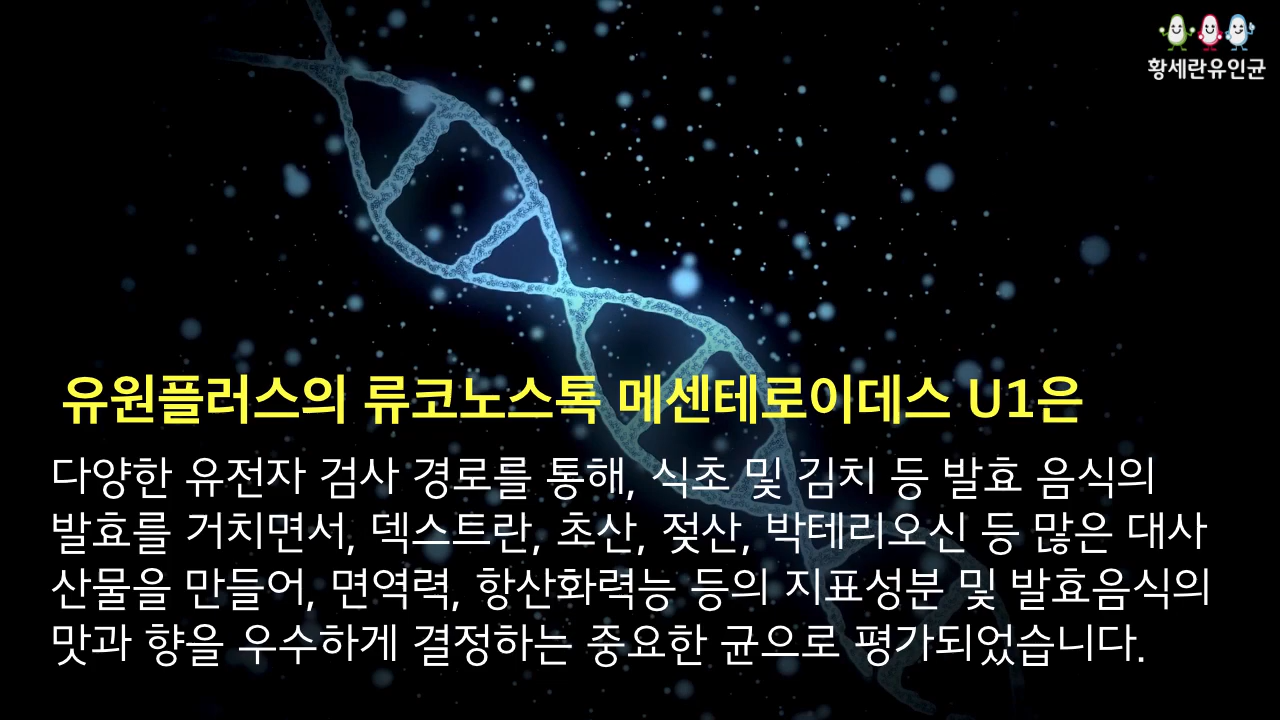 황세란유인균
유원플러스의 류코노스톡 메센테로이데스 U1은
다양한 유전자 검사 경로를 통해, 식초 및 김치 등 발효 음식의
발효를 거치면서, 덱스트란, 초산, 젖산, 박테리오신 등 많은 대사
산물을 만들어, 면역력, 항산화력능 등의 지표성분 및 발효음식의
맛과 향을 우수하게 결정하는 중요한 균으로 평가되었습니다.